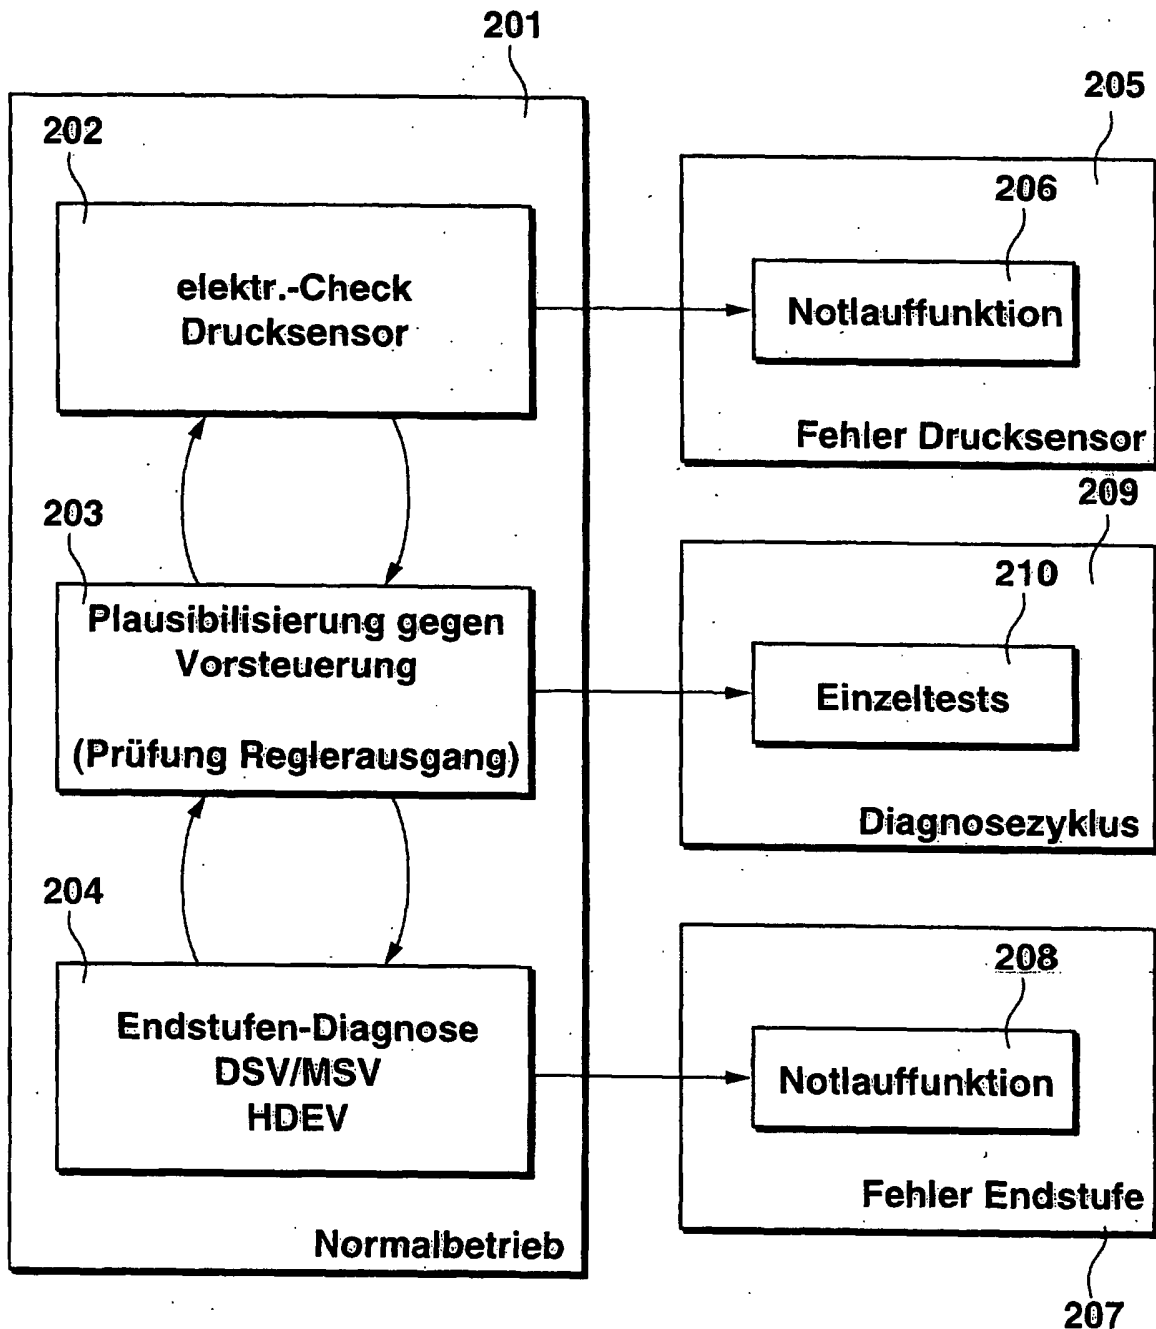 201
202
elektr.-Check
Drucksensor
203
Plausibilisierung gegen
Vorsteuerung
(Prüfung Reglerausgang)
204
Endstufen-Diagnose
DSV/MSV
HDEV
Normalbetrieb
205
206
Notlauffunktion
Fehler Drucksensor
209
210
Einzeltests
Diagnosezyklus
208
Notlauffunktion
Fehler Endstufe
207